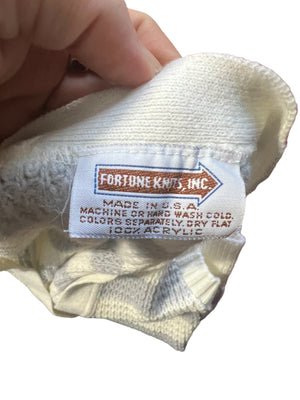 FORTUNE KNITS, INC.
MADE IN U.S.A
MACHINE OR HAND WASH COLD.
COLORS SEPARATELY. DRY FLAT
100% ACRYLIC